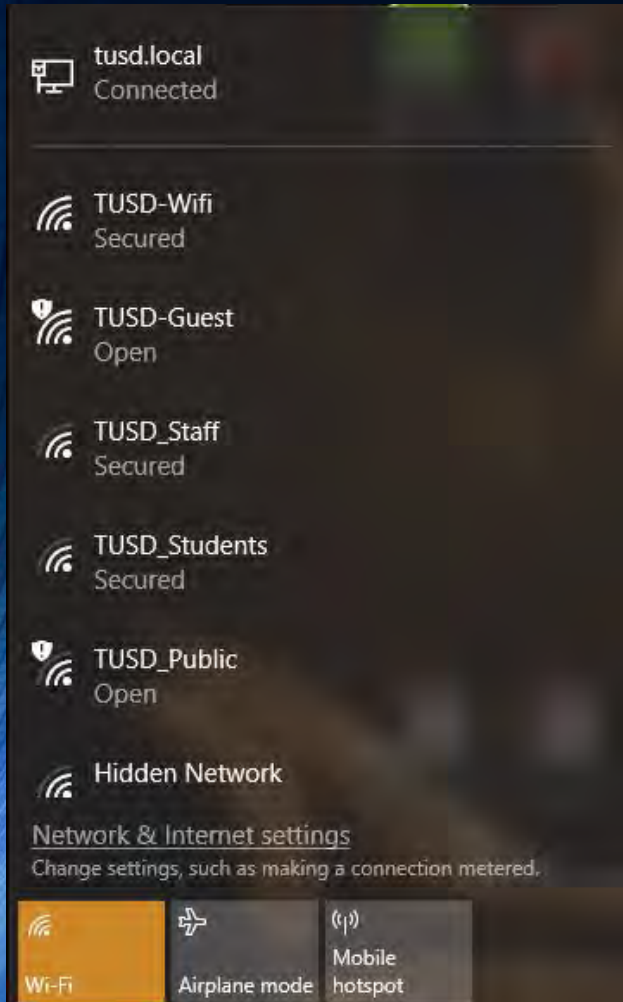 tusd.local
Connected
TUSD-Wifi
Secured
TUSD-Guest
Open
TUSD_Staff
Secured
TUSD_Students
Secured
TUSD_Public
Open
Hidden Network
Network & Internet settings
Change settings, such as making a connection metered.
Wi-Fi
Airplane mode
Mobile
hotspot